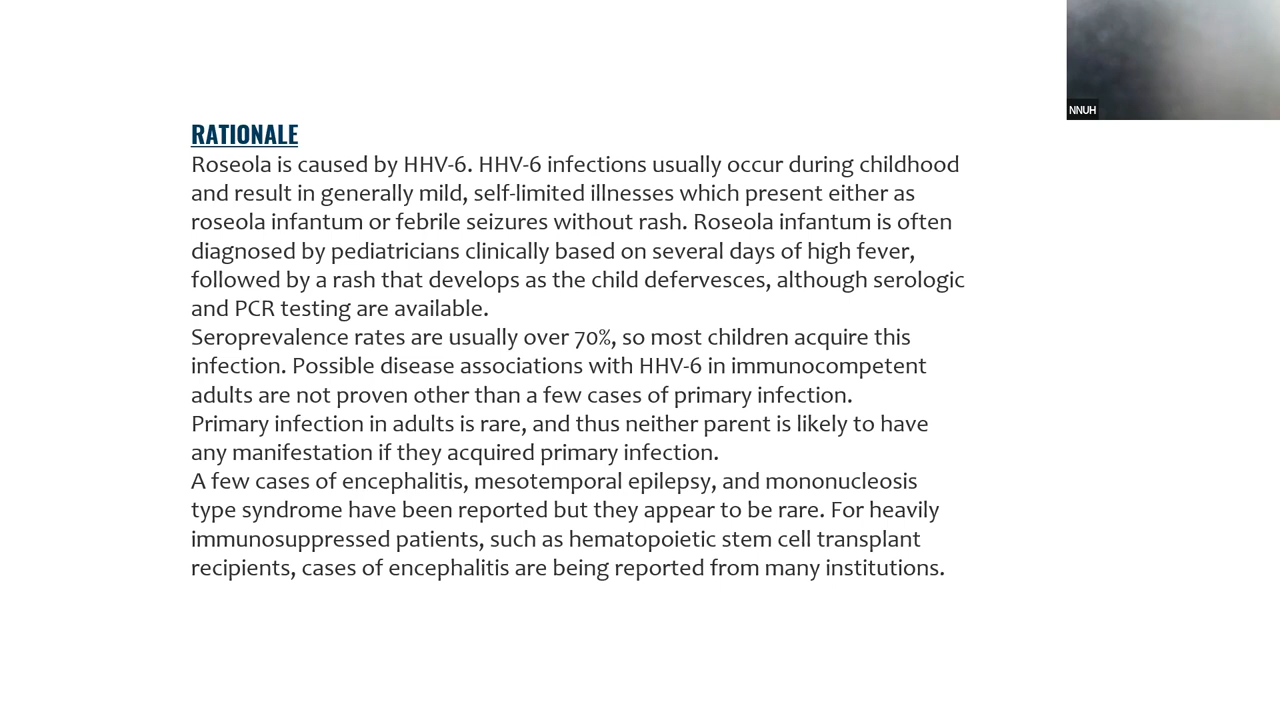 RATIONALE
Roseola is caused by HHV-6. HHV-6 infections usually occur during childhood
and result in generally mild, self-limited illnesses which present either as
roseola infantum or febrile seizures without rash. Roseola infantum is often
diagnosed by pediatricians clinically based on several days of high fever,
followed by a rash that develops as the child defervesces, although serologic
and PCR testing are available.
Seroprevalence rates are usually over 70%, so most children acquire this
infection. Possible disease associations with HHV-6 in immunocompetent
adults are not proven other than a few cases of primary infection.
Primary infection in adults is rare, and thus neither parent is likely to have
any manifestation if they acquired primary infection.
A few cases of encephalitis, mesotemporal epilepsy, and mononucleosis
type syndrome have been reported but they appear to be rare. For heavily
immunosuppressed patients, such as hematopoietic stem cell transplant
recipients, cases of encephalitis are being reported from many institutions.
NNUH